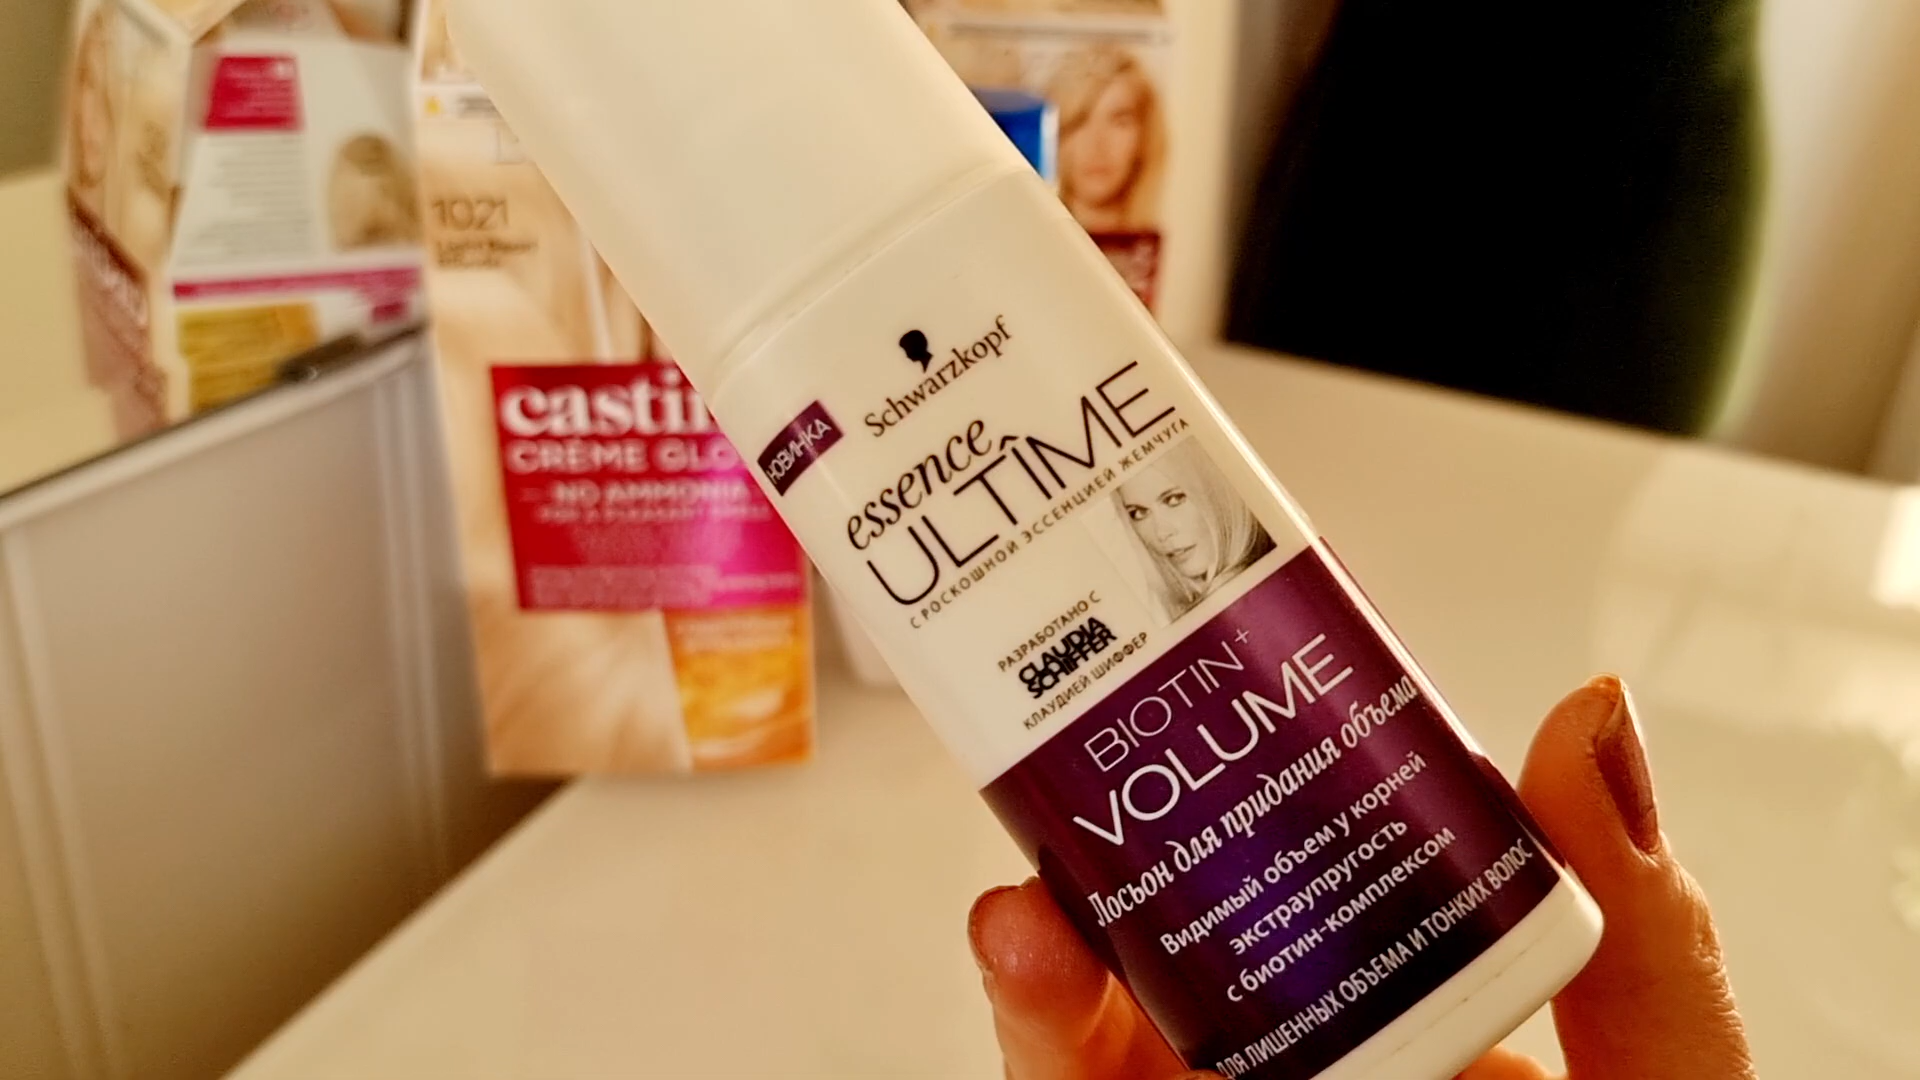 Schwarzkopf
НОВИНКА
essence
ULTÎME
С РОСКОШНОЙ ЭССЕНЦИЕЙ ЖЕМЧУГА
РАЗРАБОТАНО С
CLAUDIA
SCHIFFER
КЛАУДИЕЙ ШИФФЕР
BIOTIN+
VOLUME
Лосьон для придания объема
Видимый объем у корней
экстраупругость
с биотин-комплексом
ДЛЯ ЛИШЕННЫХ ОБЪЕМА И ТОНКИХ ВОЛОС
1021
casti
CRÈME GLO
NO AMMONIA